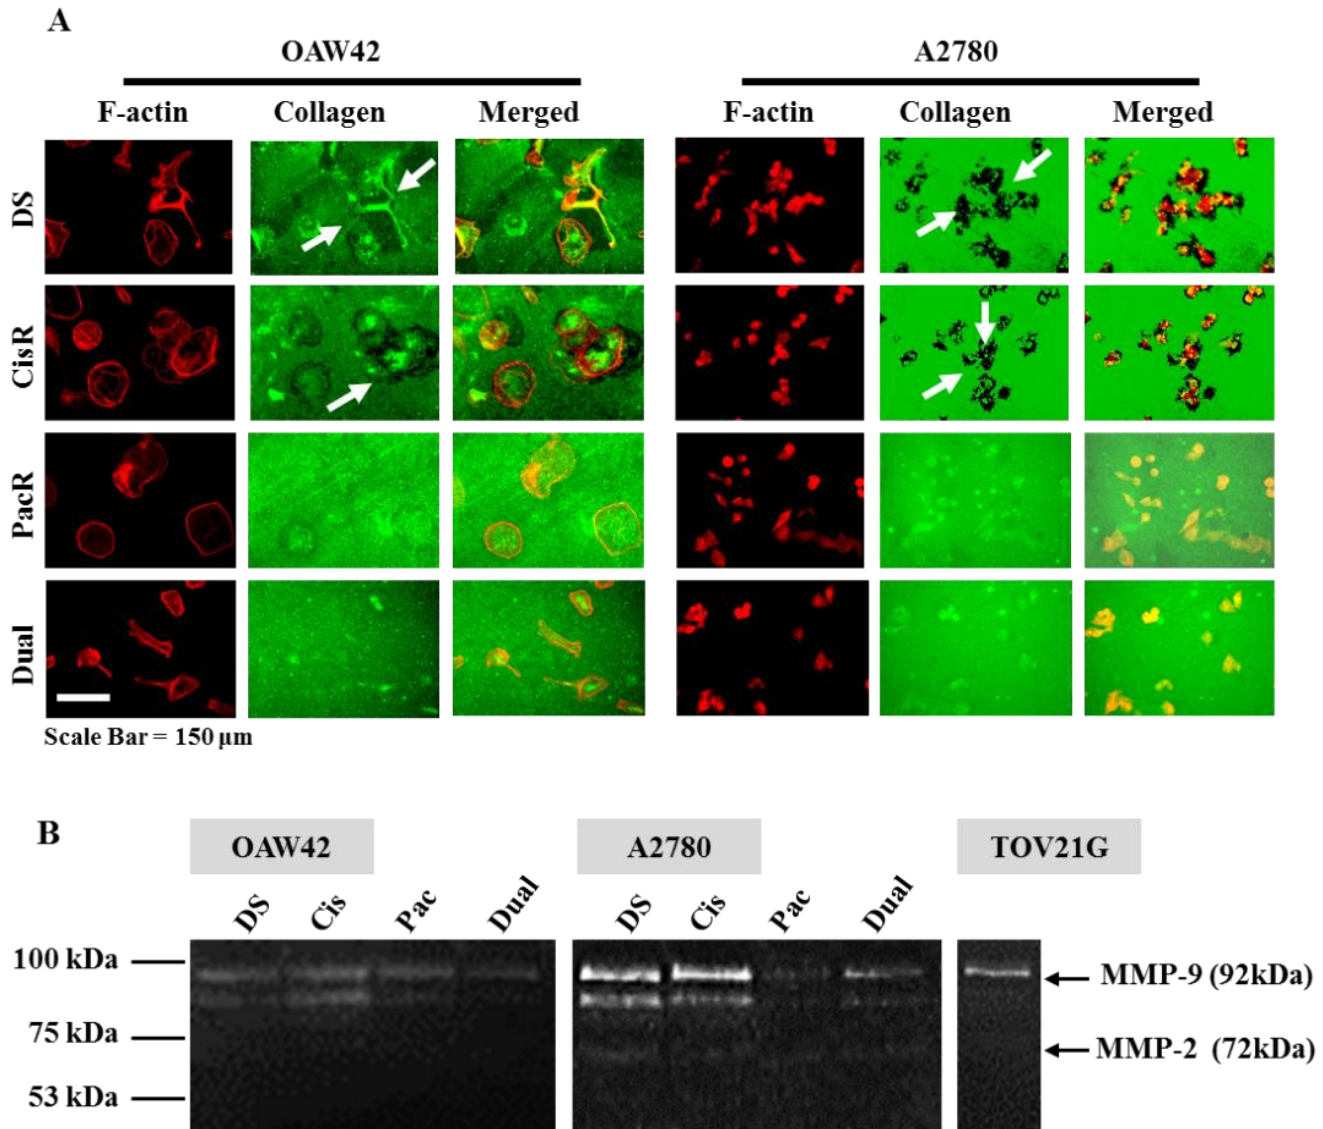 A
OAW42 A2780
F-actin Collagen Merged F-actin Collagen Merged
DS
CisR
PacR
Dual
Scale Bar = 150 µm
B
OAW42 A2780 TOV21G
DS Cis Pac Dual DS Cis Pac Dual
100 kDa
MMP-9 (92kDa)
75 kDa
MMP-2 (72kDa)
53 kDa